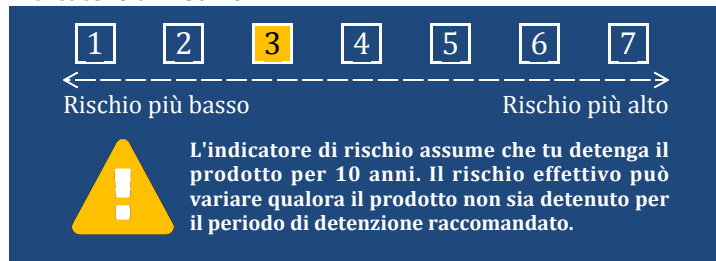 1 2 3 4 5 6 7
Rischio più basso Rischio più alto
L'indicatore di rischio assume che tu detenga il
prodotto per 10 anni. Il rischio effettivo può
variare qualora il prodotto non sia detenuto per
il periodo di detenzione raccomandato.